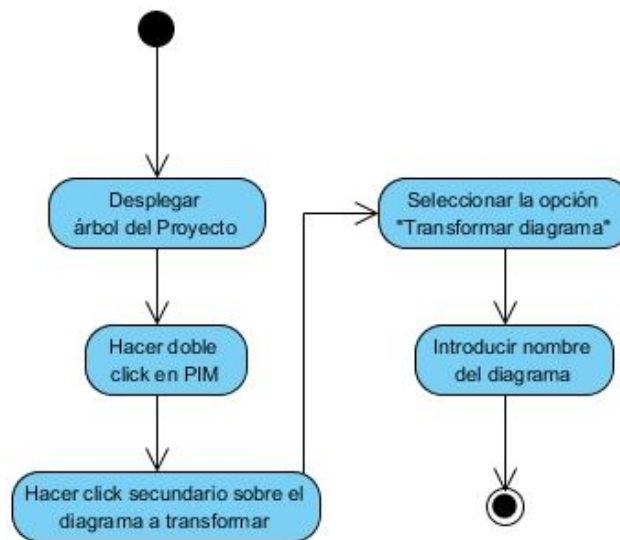 Desplegar
árbol del Proyecto
Hacer doble
click en PIM
Hacer click secundario sobre el
diagrama a transformar
Seleccionar la opción
"Transformar diagrama"
Introducir nombre
del diagrama